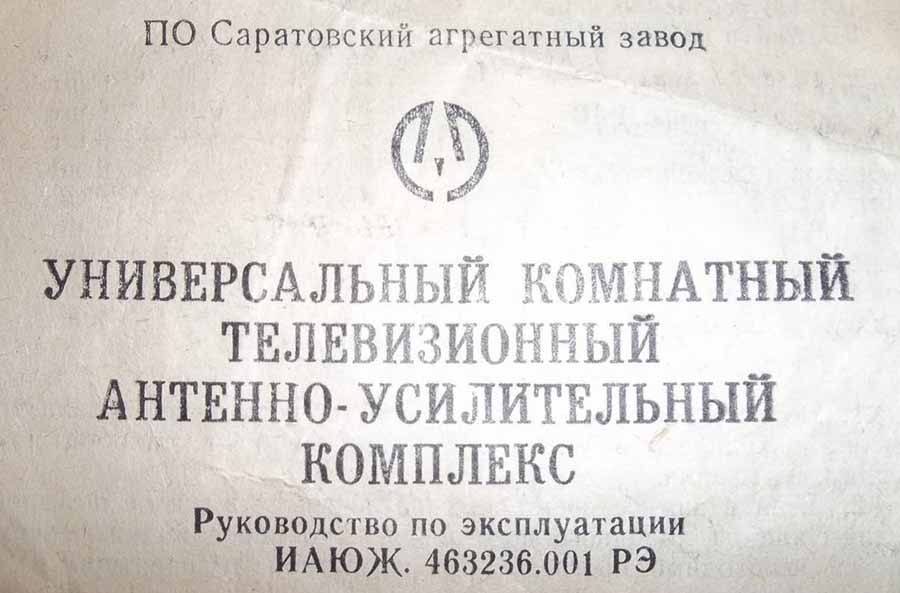 ПО Саратовский агрегатный завод
УНИВЕРСАЛЬНЫЙ КОМНАТНЫЙ
ТЕЛЕВИЗИОННЫЙ
АНТЕННО-УСИЛИТЕЛЬНЫЙ
КОМПЛЕКС
Руководство по эксплуатации
ИАЮЖ. 463236.001 РЭ